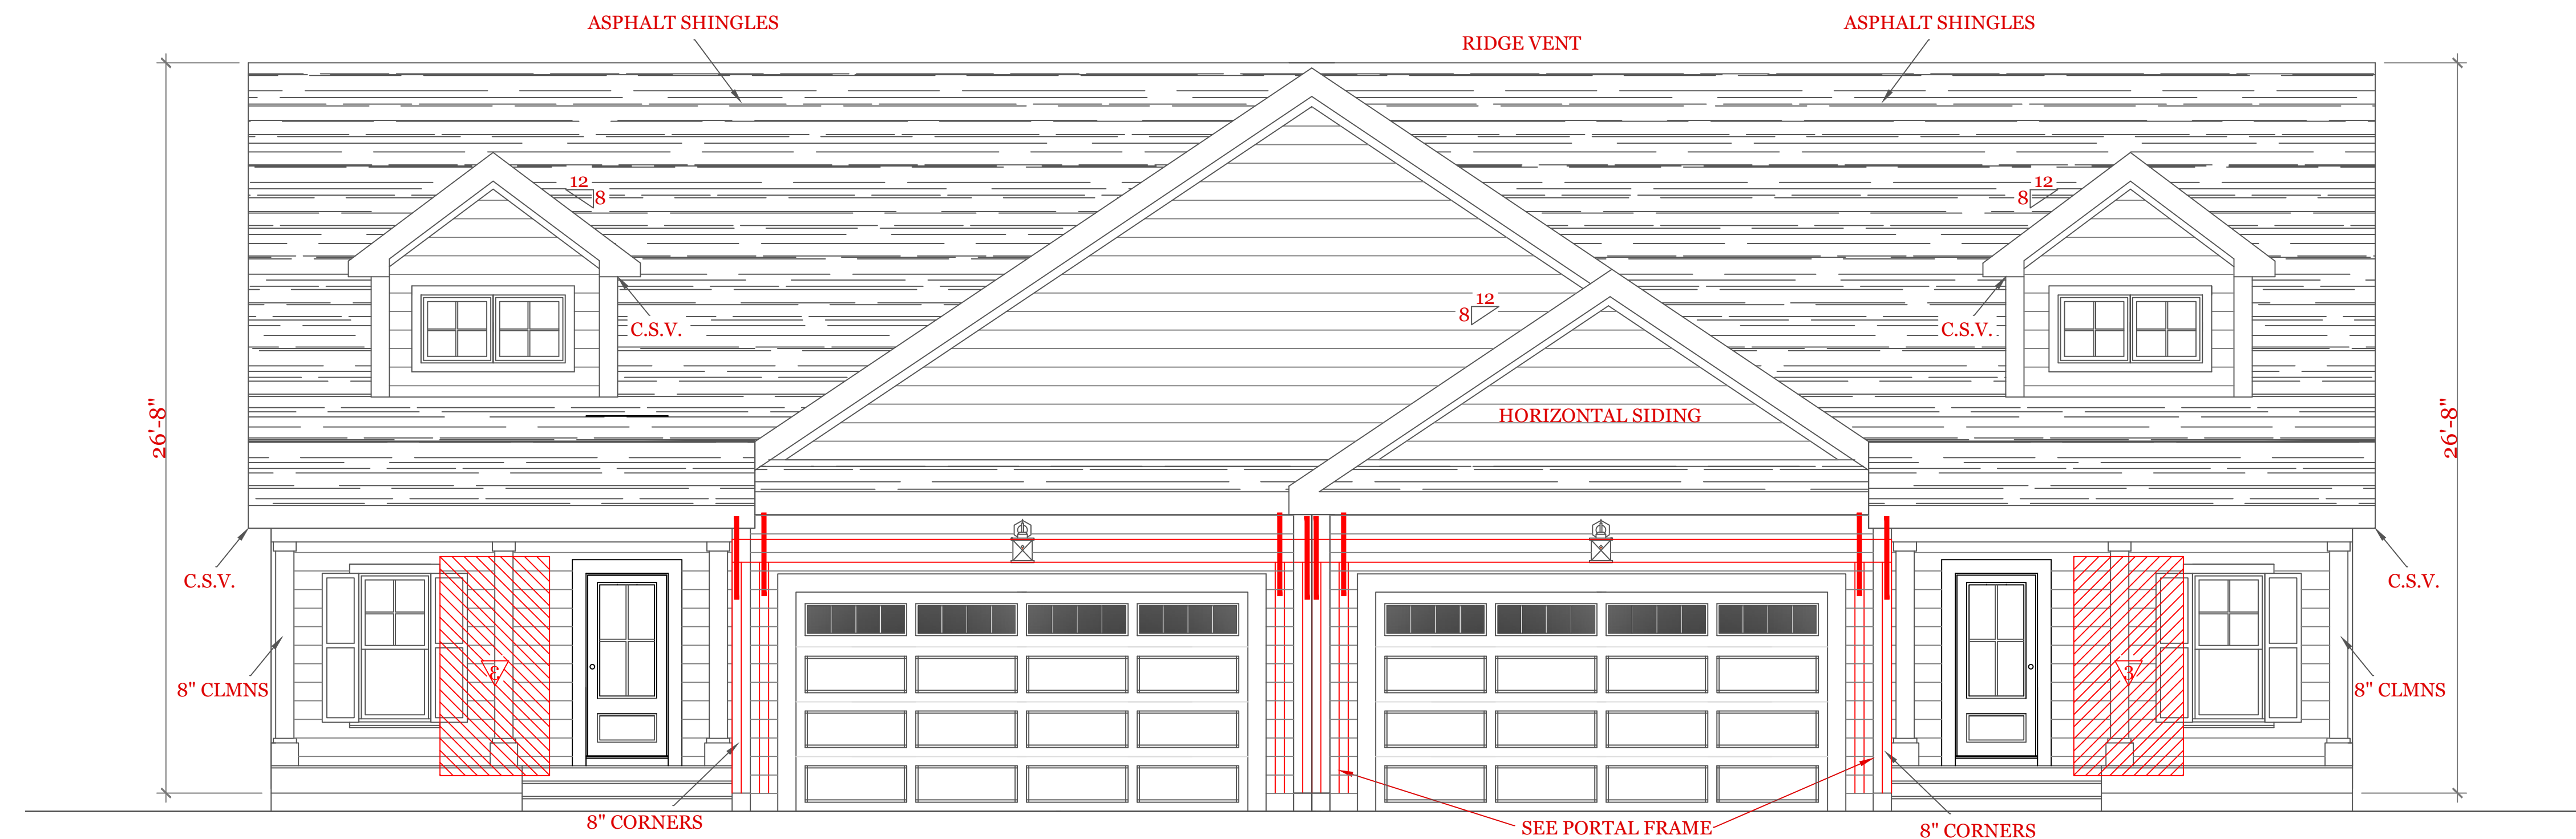 ASPHALT SHINGLES
RIDGE VENT
ASPHALT SHINGLES
12
8
12
8
12
8
C.S.V.
C.S.V.
HORIZONTAL SIDING
26'-8"
26'-8"
C.S.V.
C.S.V.
3
3
8" CLMNS
8" CLMNS
8" CORNERS
SEE PORTAL FRAME
8" CORNERS